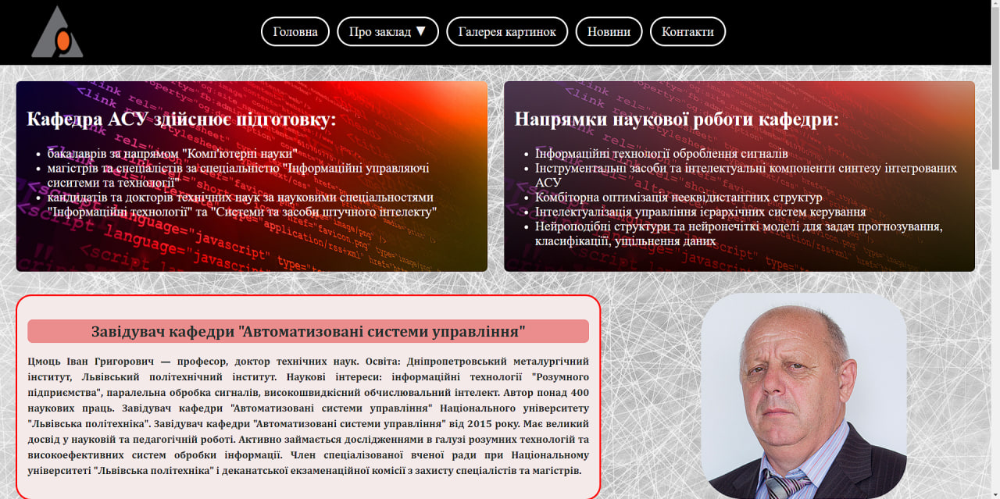 Головна
Про заклад ▼
Галерея картинок
Новини
Контакти
Кафедра АСУ здійснює підготовку:
• бакалаврів за напрямом "Комп'ютерні науки"
• магістрів та спеціалістів за спеціальністю "Інформаційні управляючі
сиситеми та технології"
• кандидатів та докторів технічних наук за науковими спеціальностями
"Інформаційні технології" та "Системи та засоби штучного інтелекту"
Напрямки наукової роботи кафедри:
• Інформаційні технології оброблення сигналів
• Інструментальні засоби та інтелектуальні компоненти синтезу інтегрованих
АСУ
• Комбіторна оптимізація нееквідистантних структур
• Інтелектуалізація управління ієрархічних систем керування
• Нейроподібні структури та нейронечіткі моделі для задач прогнозування,
класифікаціїї, ущільнення даних
Завідувач кафедри "Автоматизовані системи управління"
Цмоць Іван Григорович — професор, доктор технічних наук. Освіта: Дніпропетровський металургічний
інститут, Львівський політехнічний інститут. Наукові інтереси: інформаційні технології "Розумного
підприємства", паралельна обробка сигналів, високошвидкісний обчислювальний інтелект. Автор понад 400
наукових праць. Завідувач кафедри "Автоматизовані системи управління" Національного університету
"Львівська політехніка". Завідувач кафедри "Автоматизовані системи управління" від 2015 року. Має великий
досвід у науковій та педагогічній роботі. Активно займається дослідженнями в галузі розумних технологій та
високоефективних систем обробки інформації. Член спеціалізованої вченої ради при Національному
університеті "Львівська політехніка" і деканатської екзаменаційної комісії з захисту спеціалістів та магістрів.